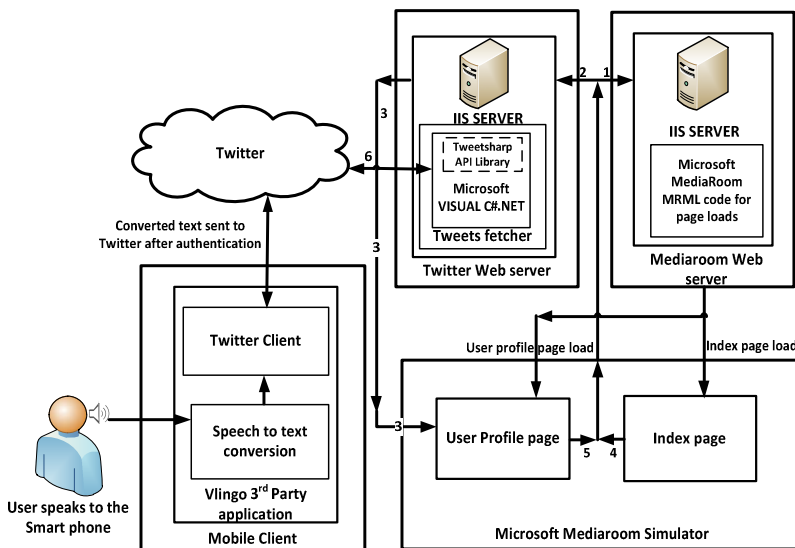 IIS SERVER
Tweetsharp
API Library
Microsoft
VISUAL C#.NET
Tweets fetcher
Twitter Web server
2
1
IIS SERVER
Microsoft
MediaRoom
MRML code for
page loads
Mediaroom Web
server
3
6
3
Twitter
Converted text sent to
Twitter after authentication
Twitter Client
Speech to text
conversion
Vlingo 3rd Party
application
Mobile Client
User speaks to the
Smart phone
User profile page load
Index page load
3
User Profile page
5
4
Index page
Microsoft Mediaroom Simulator